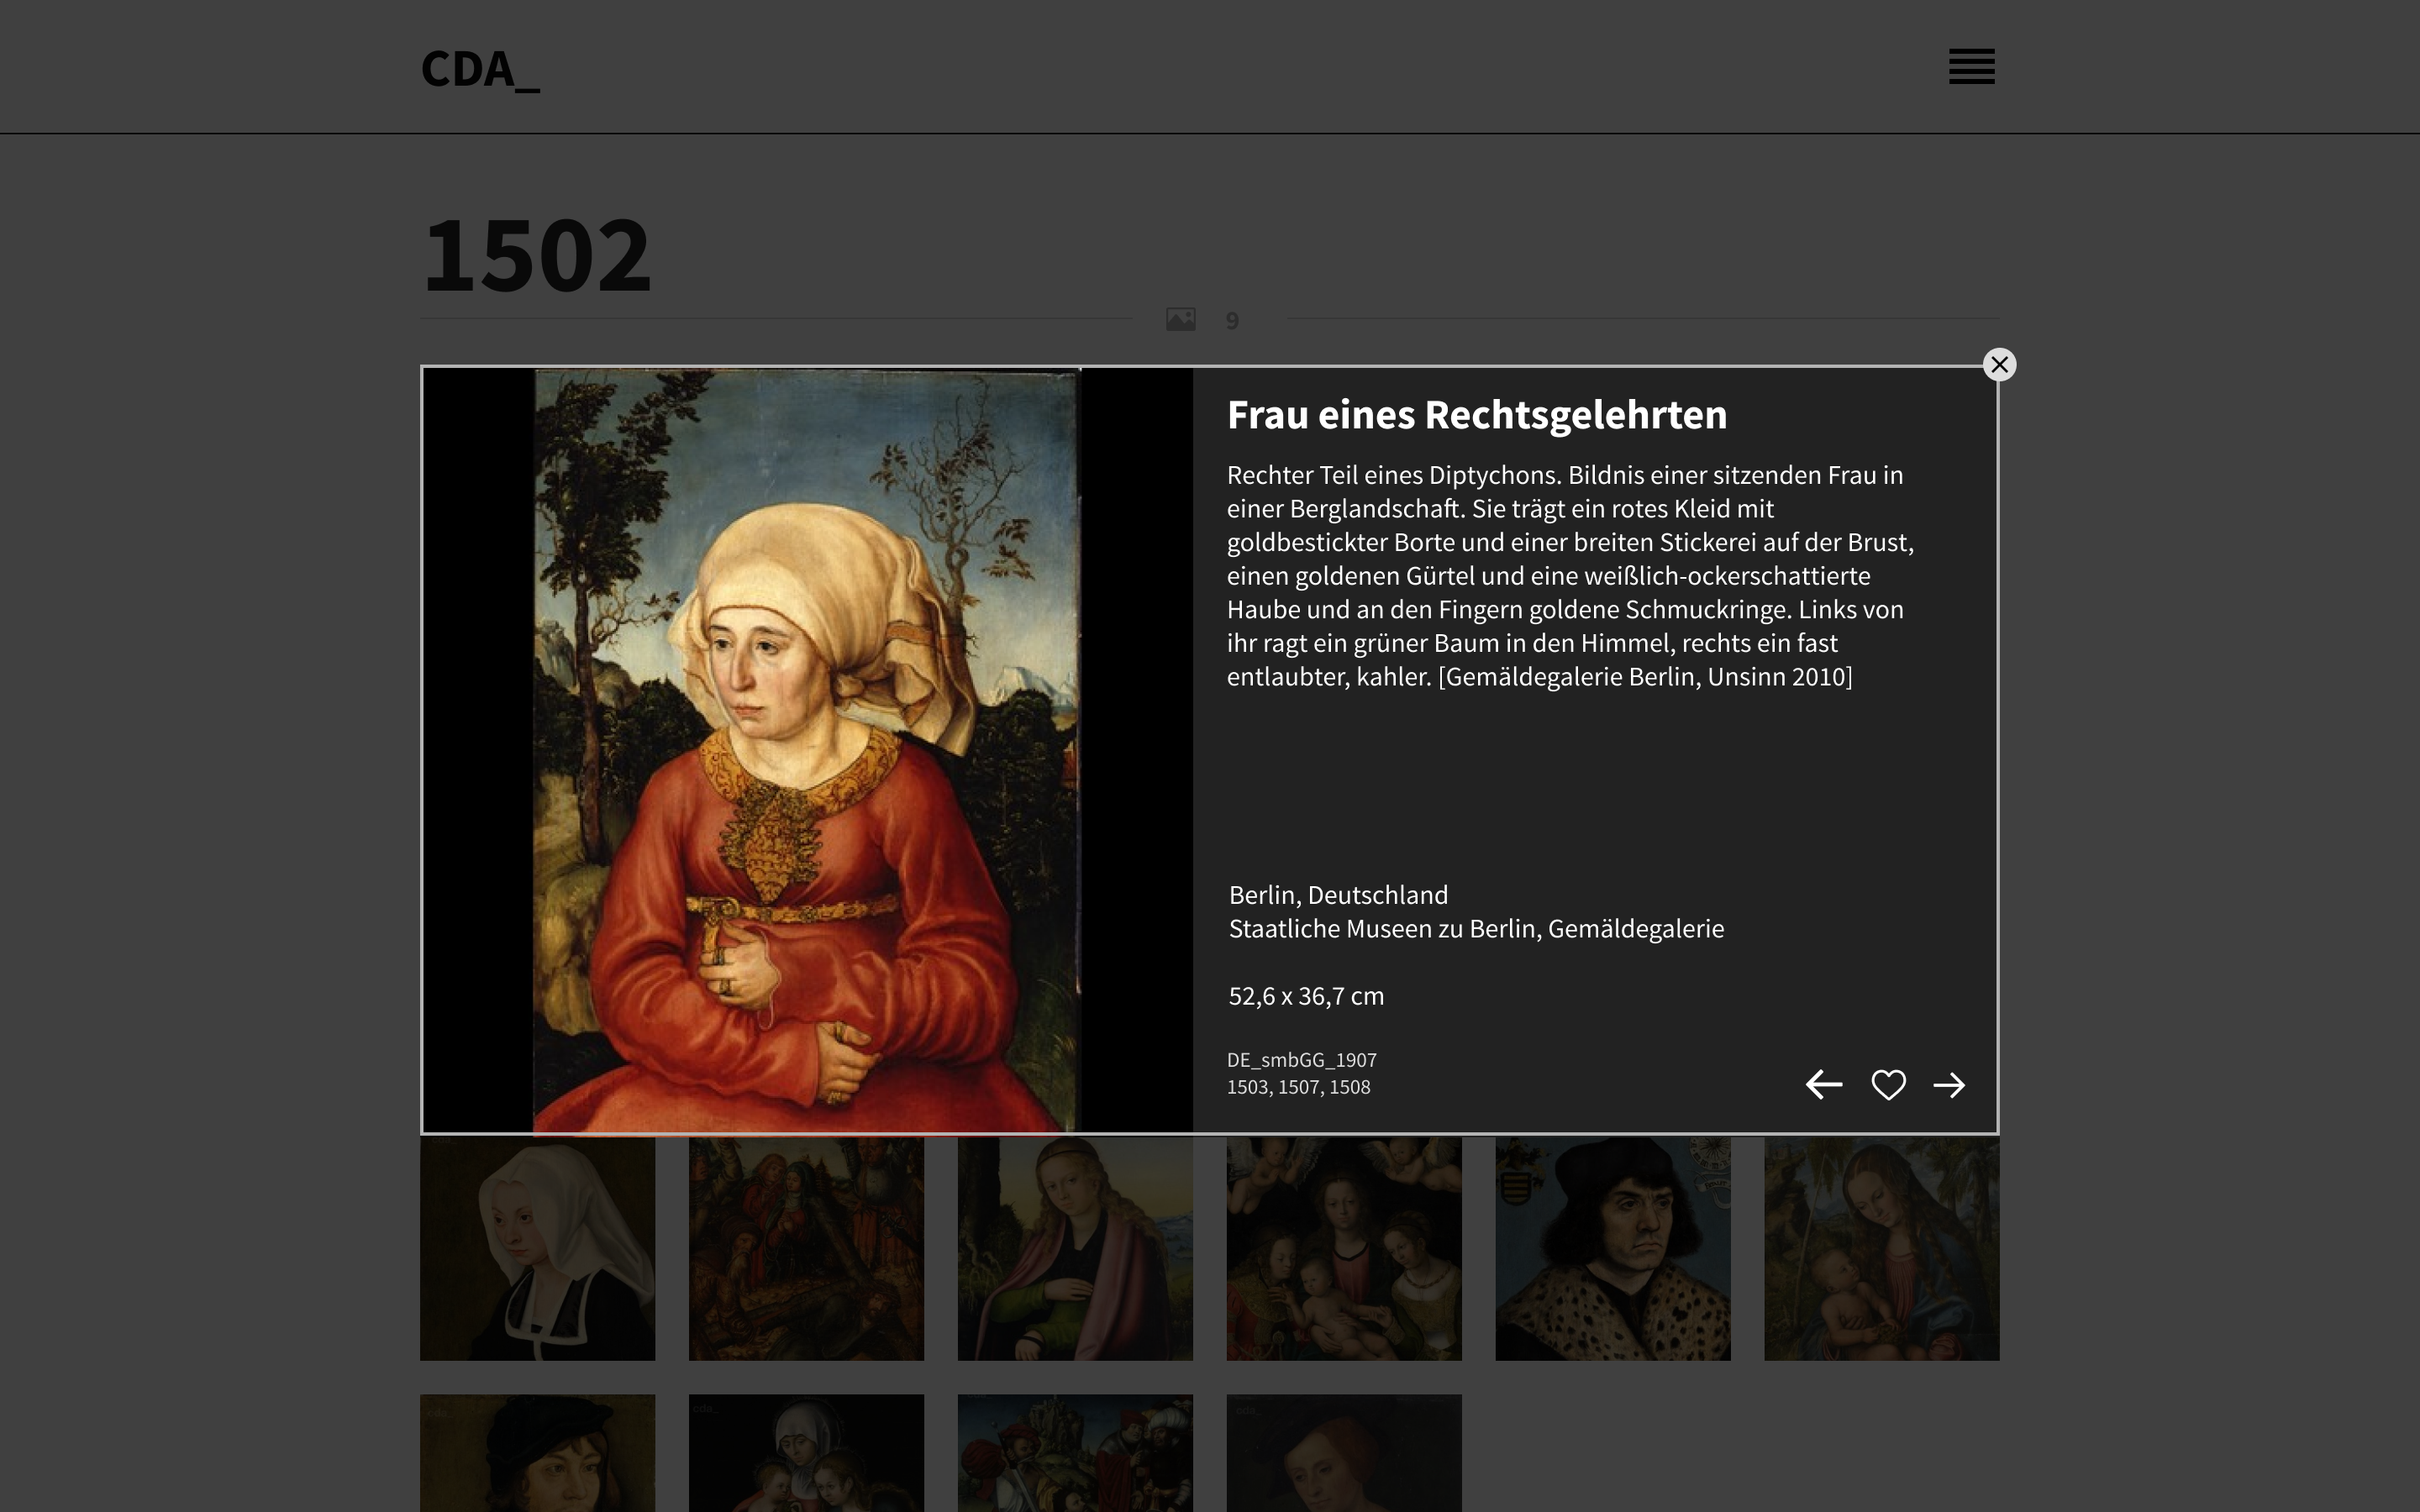 CDA_
1502
9
Frau eines Rechtsgelehrten
Rechter Teil eines Diptychons. Bildnis einer sitzenden Frau in
einer Berglandschaft. Sie trägt ein rotes Kleid mit
goldbestickter Borte und einer breiten Stickerei auf der Brust,
einen goldenen Gürtel und eine weißlich-ockerschattierte
Haube und an den Fingern goldene Schmuckringe. Links von
ihr ragt ein grüner Baum in den Himmel, rechts ein fast
entlaubter, kahler. [Gemäldegalerie Berlin, Unsinn 2010]
Berlin, Deutschland
Staatliche Museen zu Berlin, Gemäldegalerie
52,6 x 36,7 cm
DE_smbGG_1907
1503, 1507, 1508
cda_
cda_
cda_